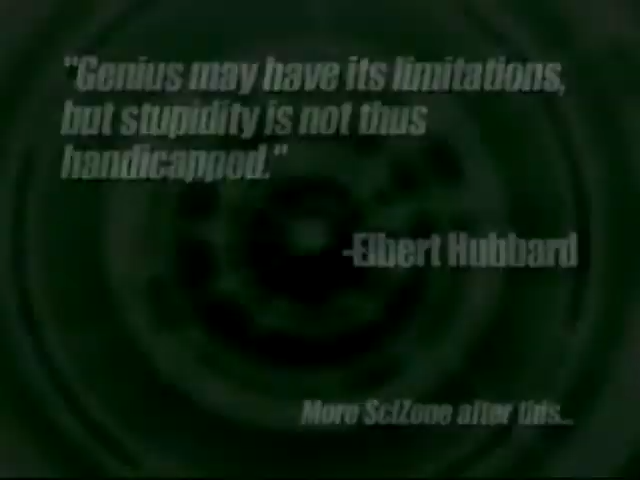 "Genius may have its limitations,
but stupidity is not thus
handicapped."
-Elbert Hubbard
More SciZone after this...